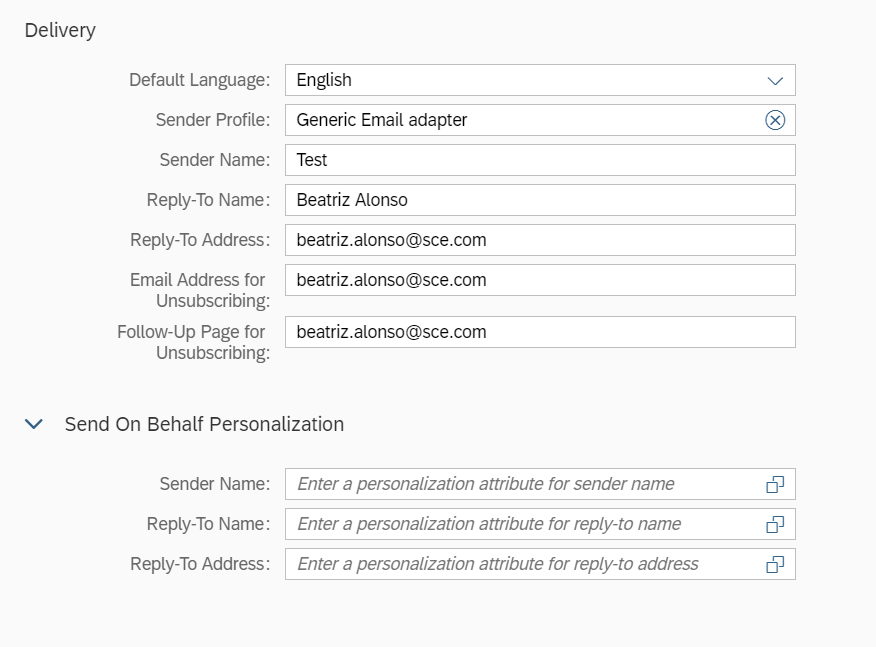 Delivery
Default Language: English
Sender Profile: Generic Email adapter
Sender Name: Test
Reply-To Name: Beatriz Alonso
Reply-To Address: beatriz.alonso@sce.com
Email Address for beatriz.alonso@sce.com
Unsubscribing:
Follow-Up Page for beatriz.alonso@sce.com
Unsubscribing:
Send On Behalf Personalization
Sender Name: Enter a personalization attribute for sender name
Reply-To Name: Enter a personalization attribute for reply-to name
Reply-To Address: Enter a personalization attribute for reply-to address